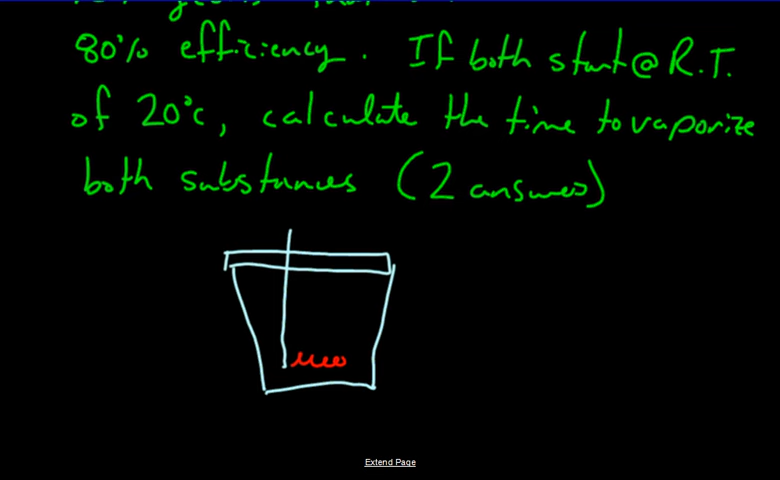 80% efficiency. If both start @ R.T.
of 20°c, calculate the time to vaporize
both substances (2 answers)
Extend Page